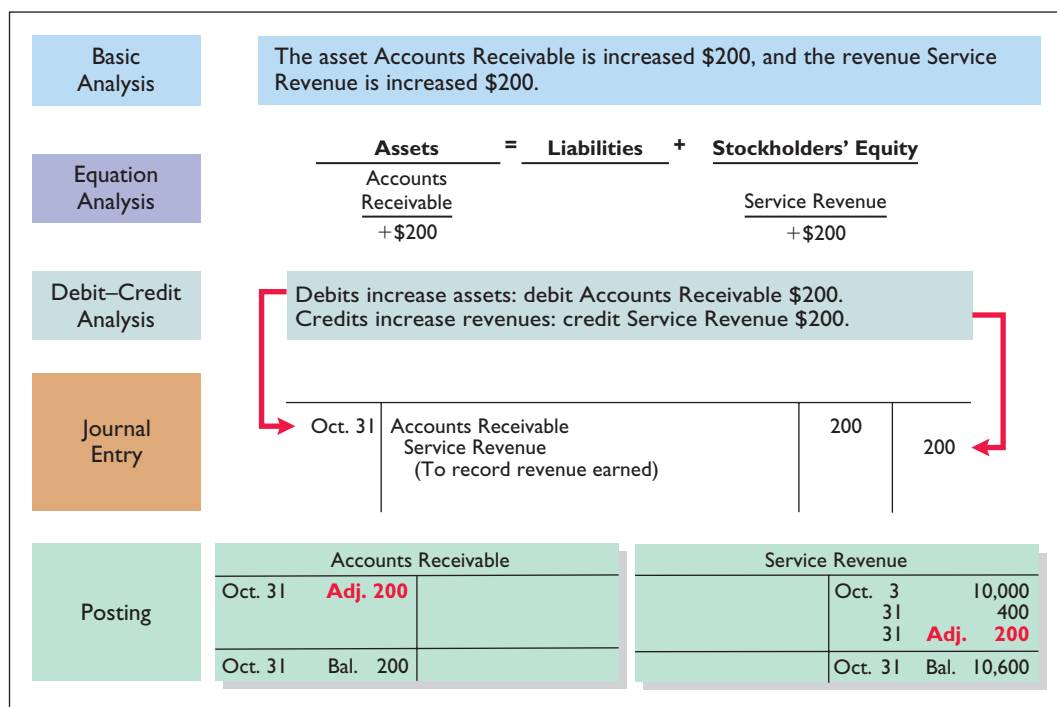 Basic
Analysis
The asset Accounts Receivable is increased $200, and the revenue Service
Revenue is increased $200.
Equation
Analysis
Assets = Liabilities + Stockholders’ Equity
Accounts
Receivable
Service Revenue
+$200 +$200
Debit–Credit
Analysis
Debits increase assets: debit Accounts Receivable $200.
Credits increase revenues: credit Service Revenue $200.
Journal
Entry
Oct. 31 Accounts Receivable 200
Service Revenue 200
(To record revenue earned)
Posting
Accounts Receivable
Oct. 31 Adj. 200
Oct. 31 Bal. 200
Service Revenue
Oct. 3 10,000
31 400
31 Adj. 200
Oct. 31 Bal. 10,600